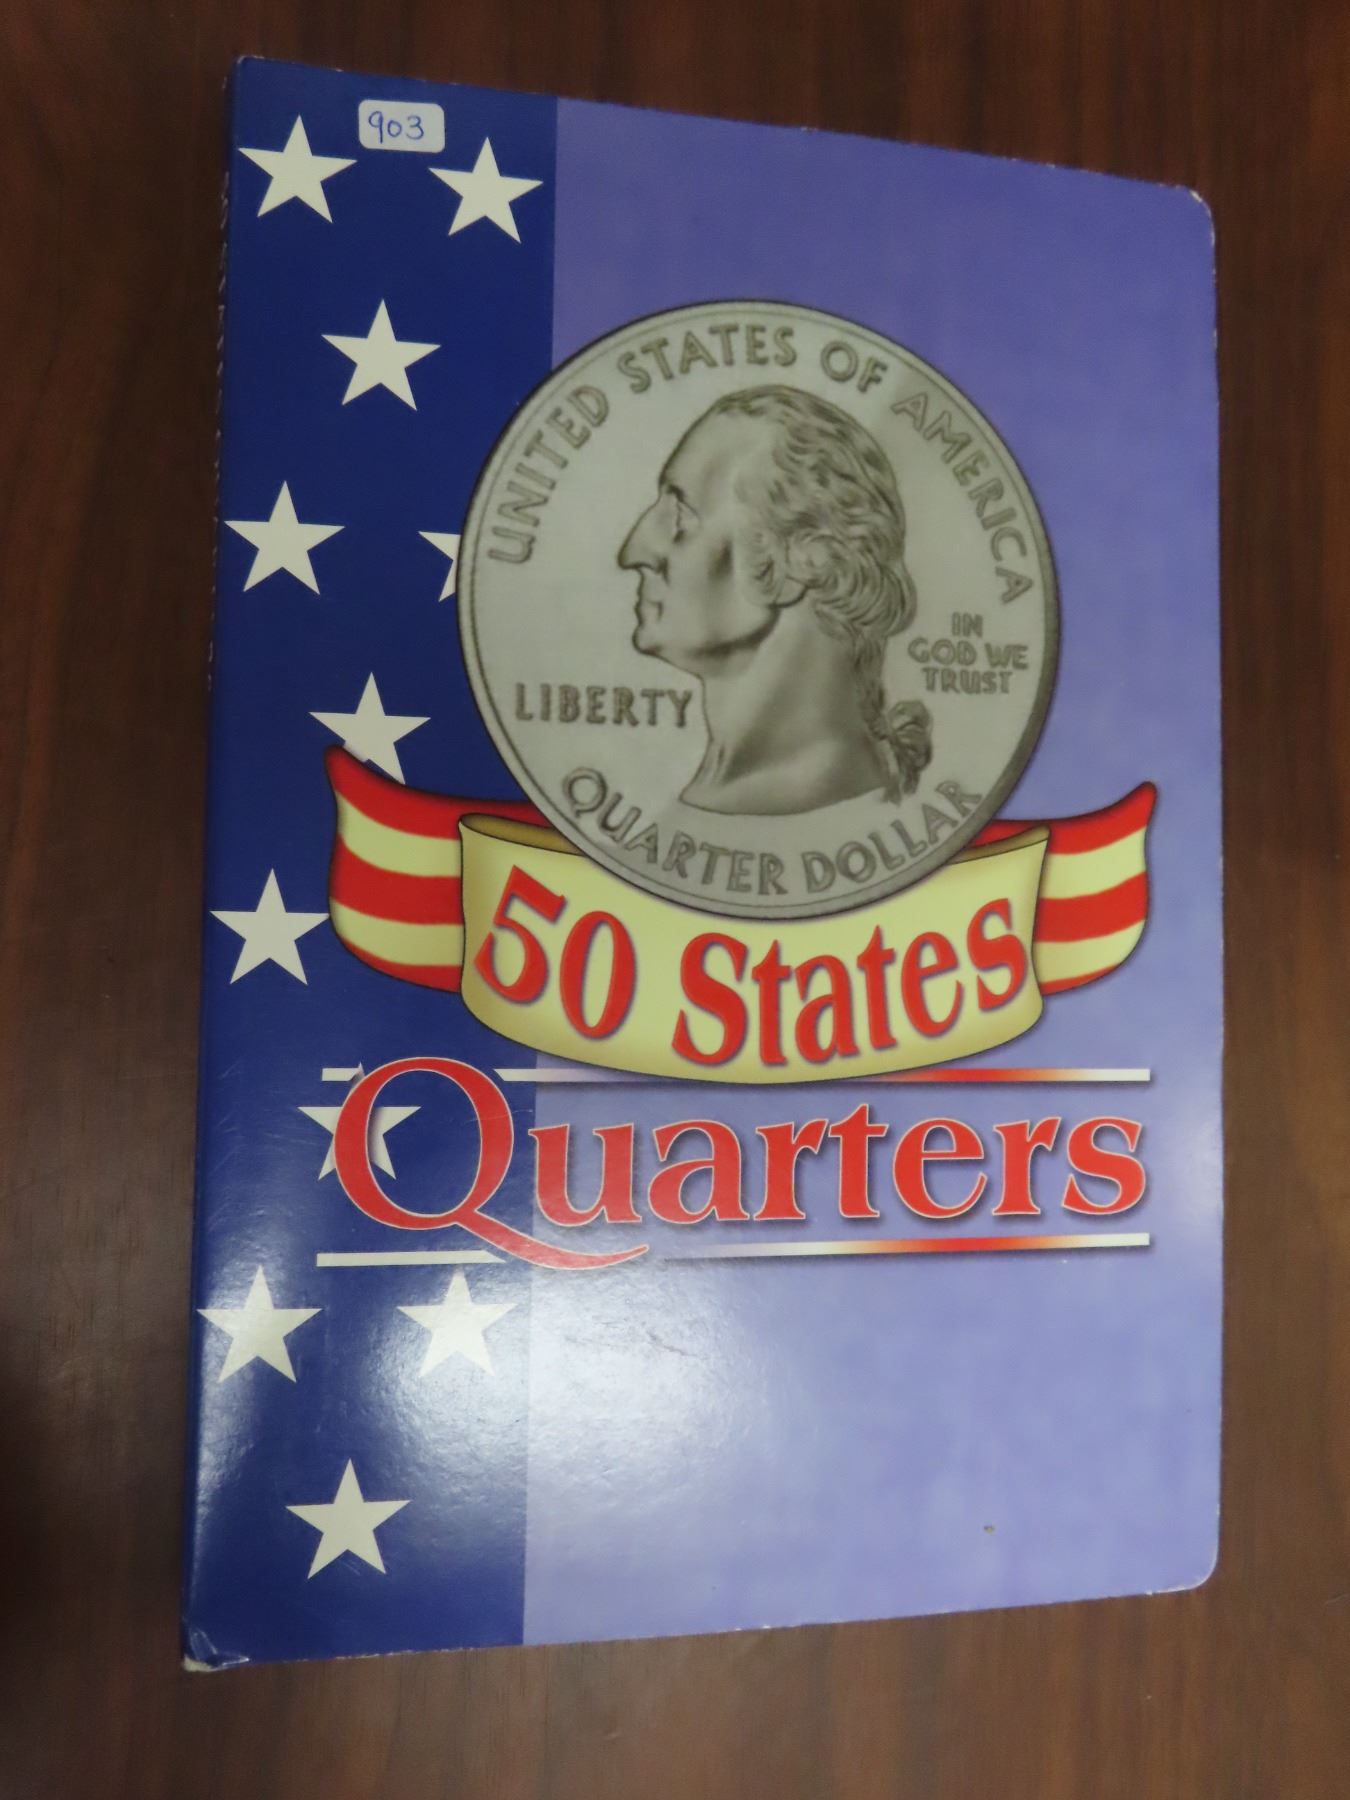 903
UNITED STATES OF AMERICA
LIBERTY
IN
GOD WE
TRUST
QUARTER DOLLAR
50 States
Quarters